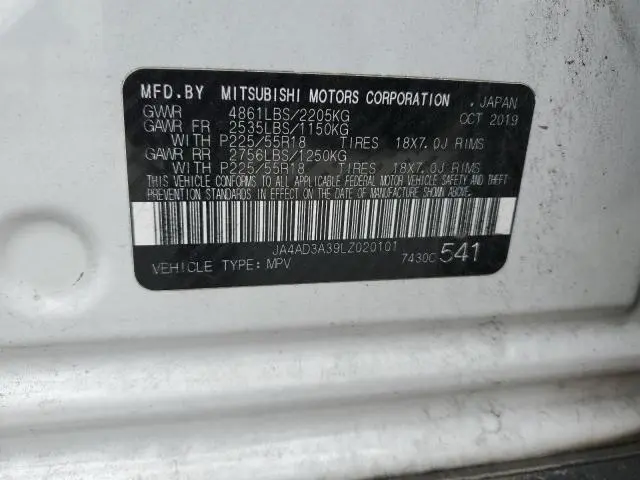 MFD.BY MITSUBISHI MOTORS CORPORATION , JAPAN
GVWR 4861LBS/2205KG OCT 2019
GAWR FR 2535LBS/1150KG
WITH P225/55R18 TIRES 18X7.0J RIMS
GAWR RR 2756LBS/1250KG
WITH P225/55R18 TIRES 18X7.0J RIMS
THIS VEHICLE CONFORMS TO ALL APPLICABLE FEDERAL MOTOR VEHICLE SAFETY AND THEFT
PREVENTION STANDARDS IN EFFECT ON THE DATE OF MANUFACTURE SHOWN ABOVE.
JA4AD3A39LZ020101
VEHICLE TYPE: MPV 7430C 541